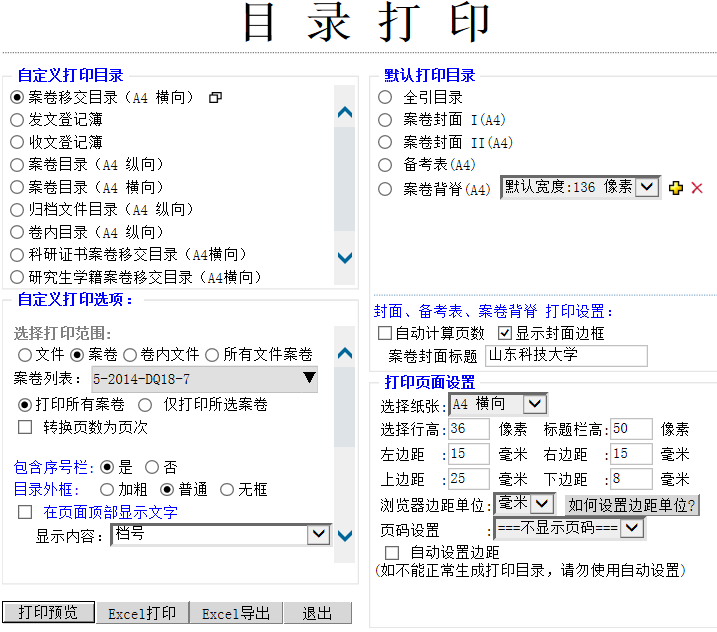 目 录 打 印
自定义打印目录
案卷移交目录（A4 横向）
发文登记簿
收文登记簿
案卷目录（A4 纵向）
案卷目录（A4 横向）
归档文件目录（A4 纵向）
卷内目录（A4 纵向）
科研证书案卷移交目录（A4横向）
研究生学籍案卷移交目录（A4横向）
自定义打印选项：
选择打印范围:
文件 案卷 卷内文件 所有文件案卷
案卷列表: 5-2014-DQ18-7
打印所有案卷 仅打印所选案卷
转换页数为页次
包含序号栏: 是 否
目录外框: 加粗 普通 无框
在页面顶部显示文字
显示内容: 档号
打印预览 Excel打印 Excel导出 退出
默认打印目录
全引目录
案卷封面 I(A4)
案卷封面 II(A4)
备考表(A4)
案卷背脊(A4) 默认宽度:136 像素
封面、备考表、案卷背脊 打印设置：
自动计算页数 显示封面边框
案卷封面标题 山东科技大学
打印页面设置
选择纸张: A4 横向
选择行高: 36 像素 标题栏高: 50 像素
左边距 : 15 毫米 右边距 : 15 毫米
上边距 : 25 毫米 下边距 : 8 毫米
浏览器边距单位: 毫米 如何设置边距单位?
页码设置 : ===不显示页码===
自动设置边距
(如不能正常生成打印目录，请勿使用自动设置)